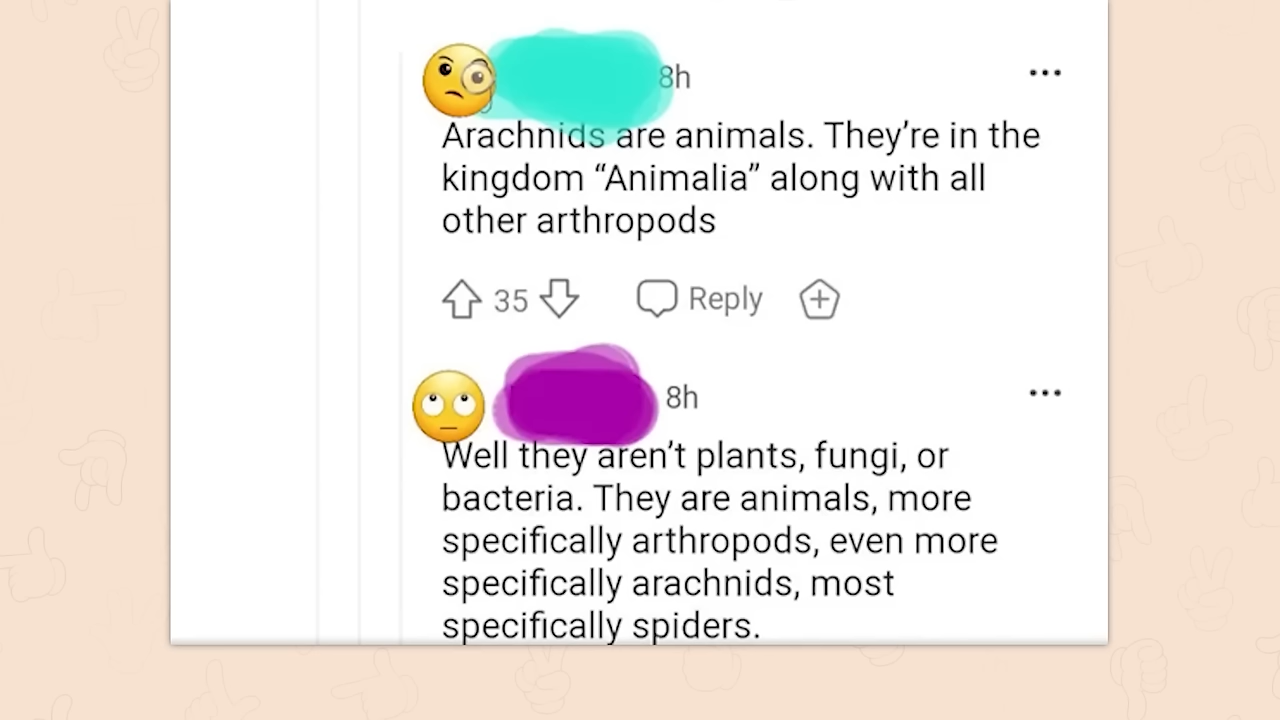 8h
Arachnids are animals. They’re in the
kingdom “Animalia” along with all
other arthropods
35 Reply
8h
Well they aren’t plants, fungi, or
bacteria. They are animals, more
specifically arthropods, even more
specifically arachnids, most
specifically spiders.